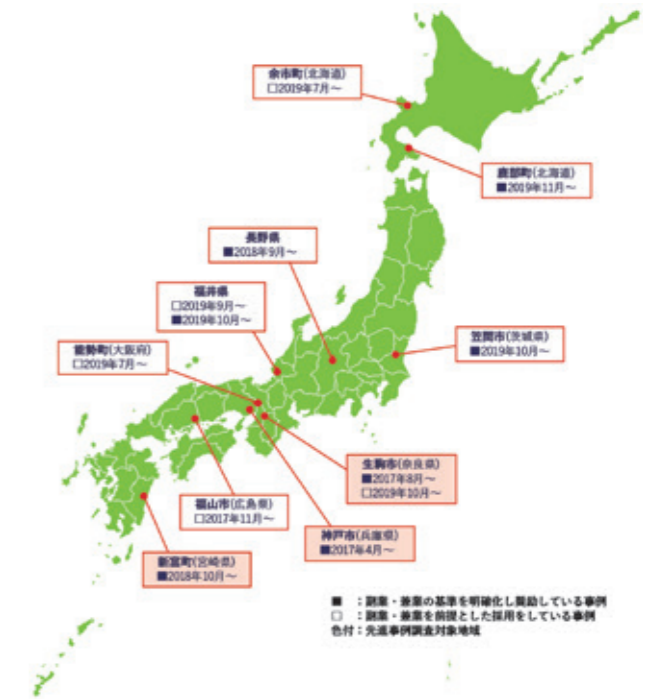 余市町(北海道)
□2019年7月〜
鹿部町(北海道)
■2019年11月〜
長野県
■2018年9月〜
福井県
□2019年9月〜
■2019年10月〜
能勢町(大阪府)
□2019年7月〜
笠間市(茨城県)
■2019年10月〜
生駒市(奈良県)
■2017年8月〜
□2019年10月〜
福山市(広島県)
□2017年11月〜
神戸市(兵庫県)
■2017年4月〜
新富町(宮崎県)
■2018年10月〜
■ ：副業・兼業の基準を明確化し奨励している事例
□ ：副業・兼業を前提とした採用をしている事例
色付：先進事例調査対象地域